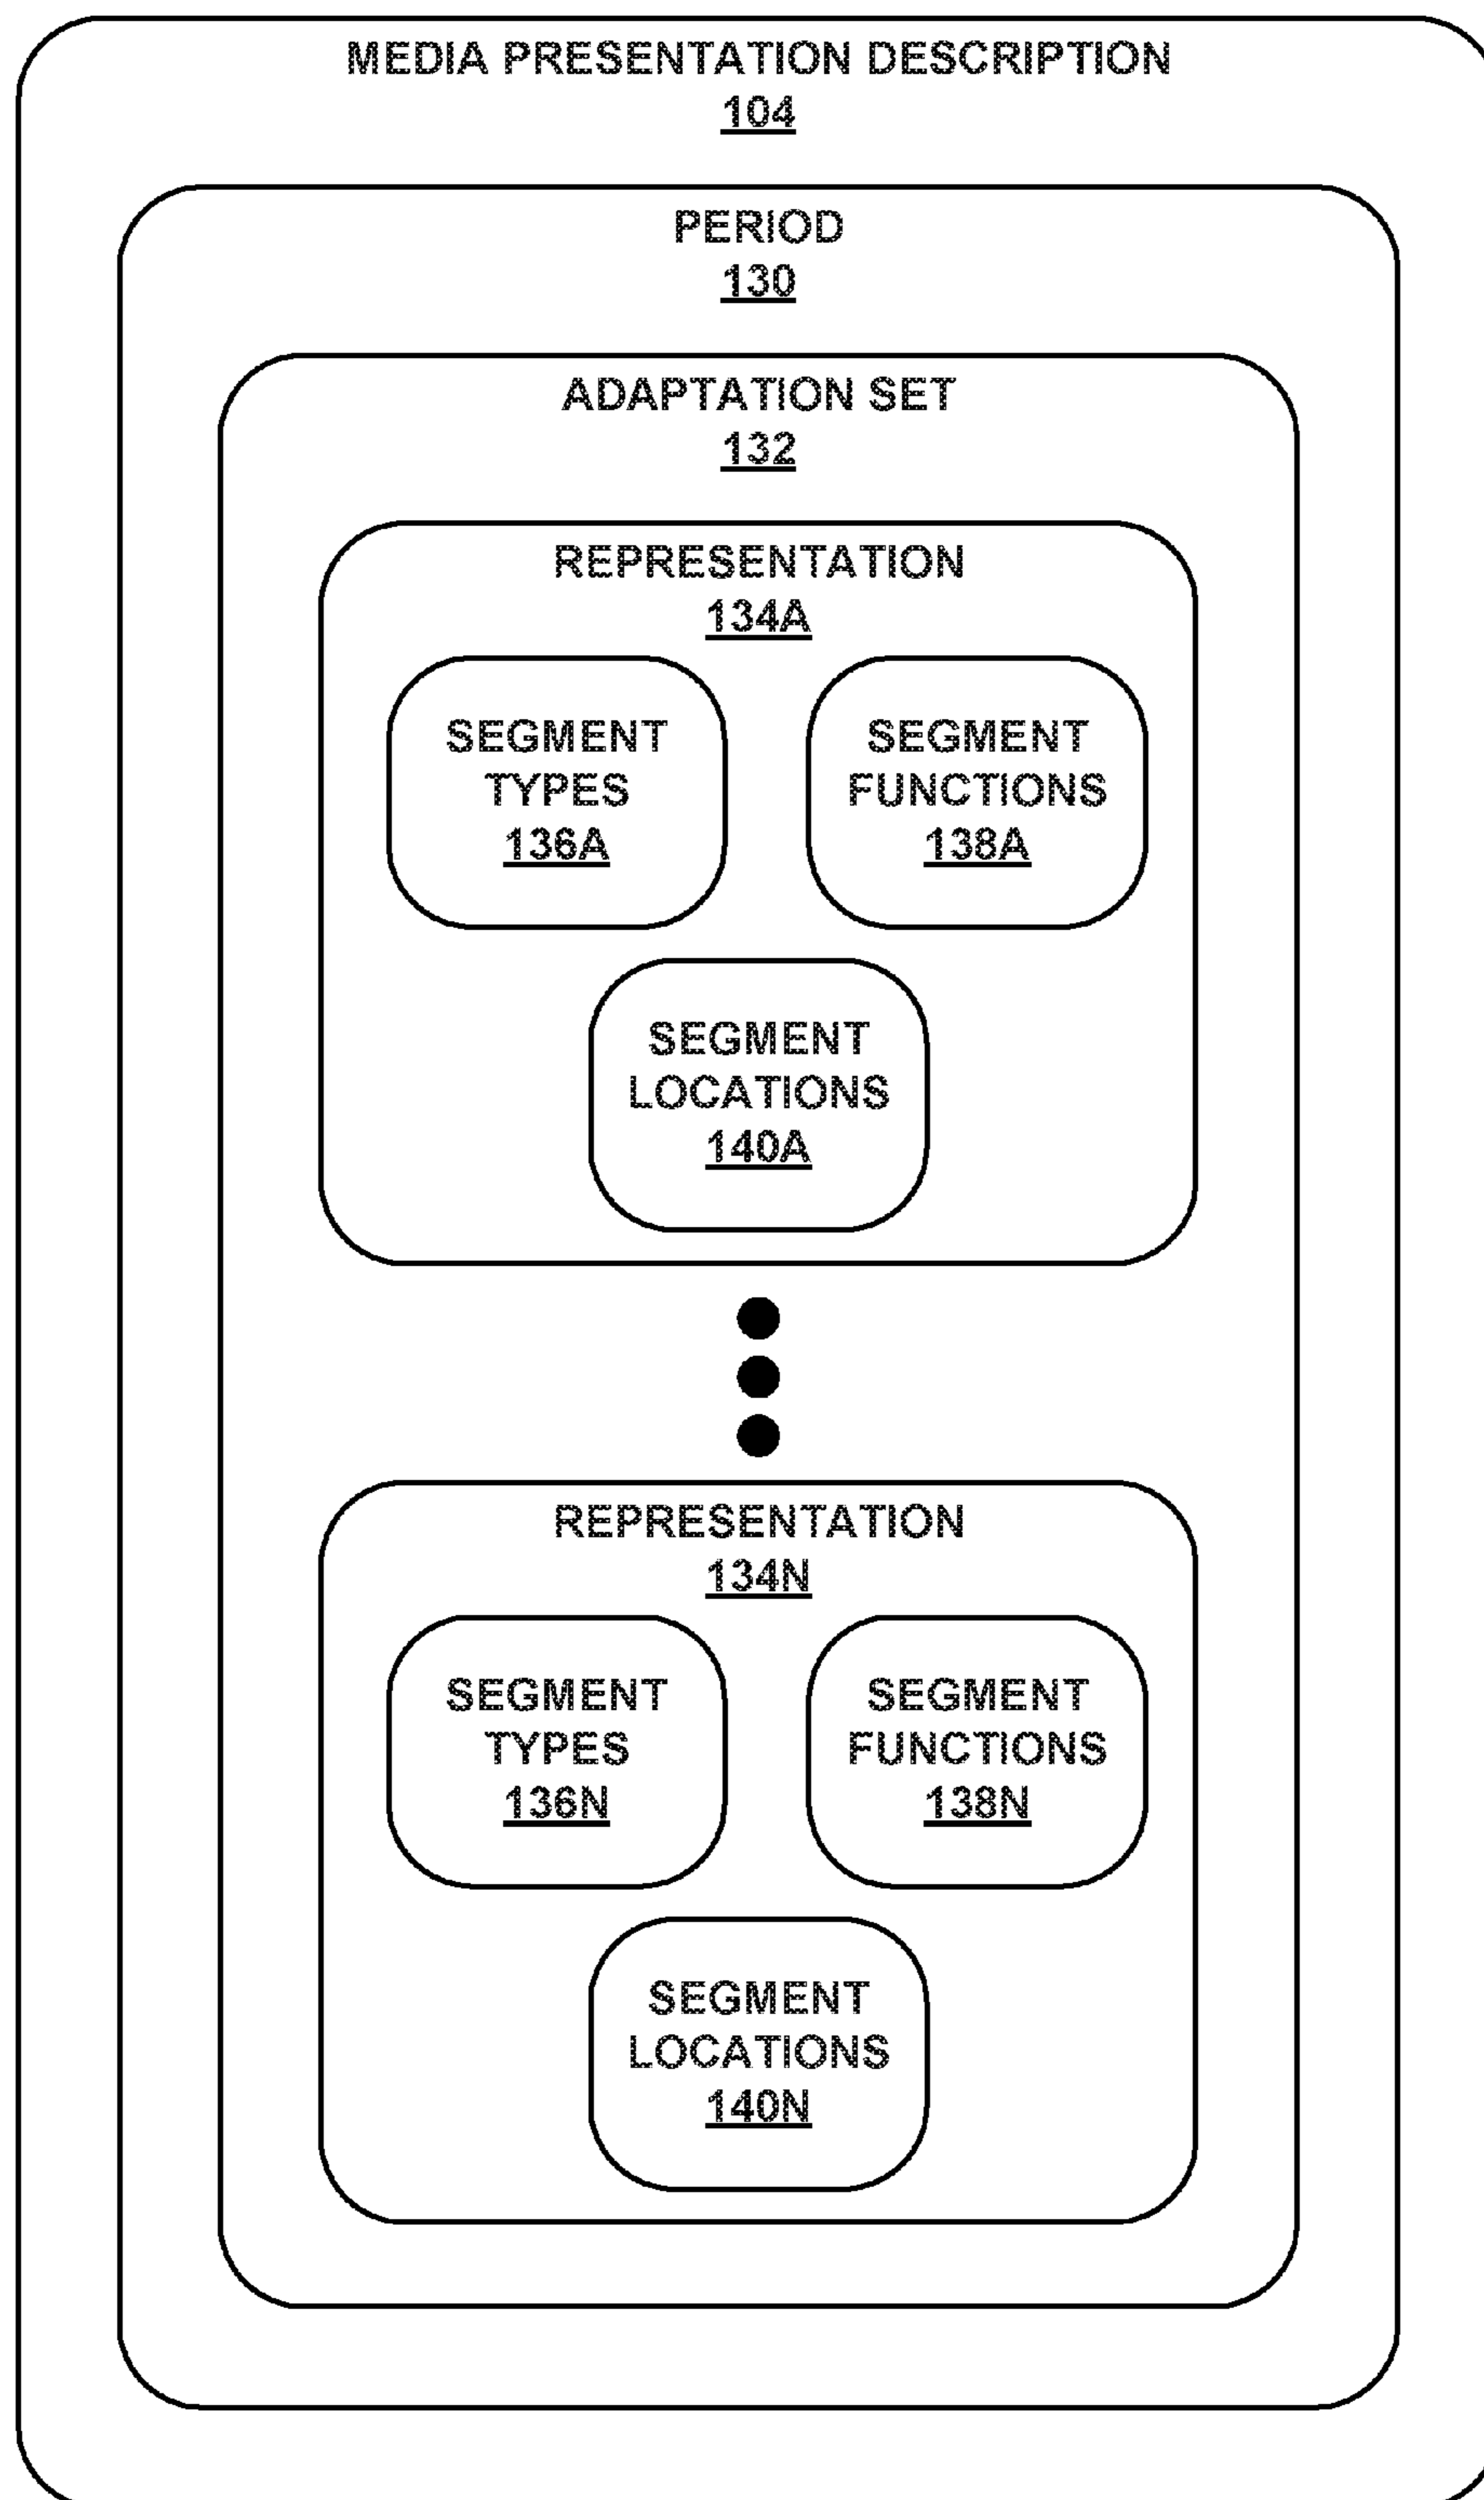 MEDIA PRESENTATION DESCRIPTION
104
PERIOD
130
ADAPTATION SET
132
REPRESENTATION
134A
SEGMENT
TYPES
136A
SEGMENT
FUNCTIONS
138A
SEGMENT
LOCATIONS
140A
REPRESENTATION
134N
SEGMENT
TYPES
136N
SEGMENT
FUNCTIONS
138N
SEGMENT
LOCATIONS
140N